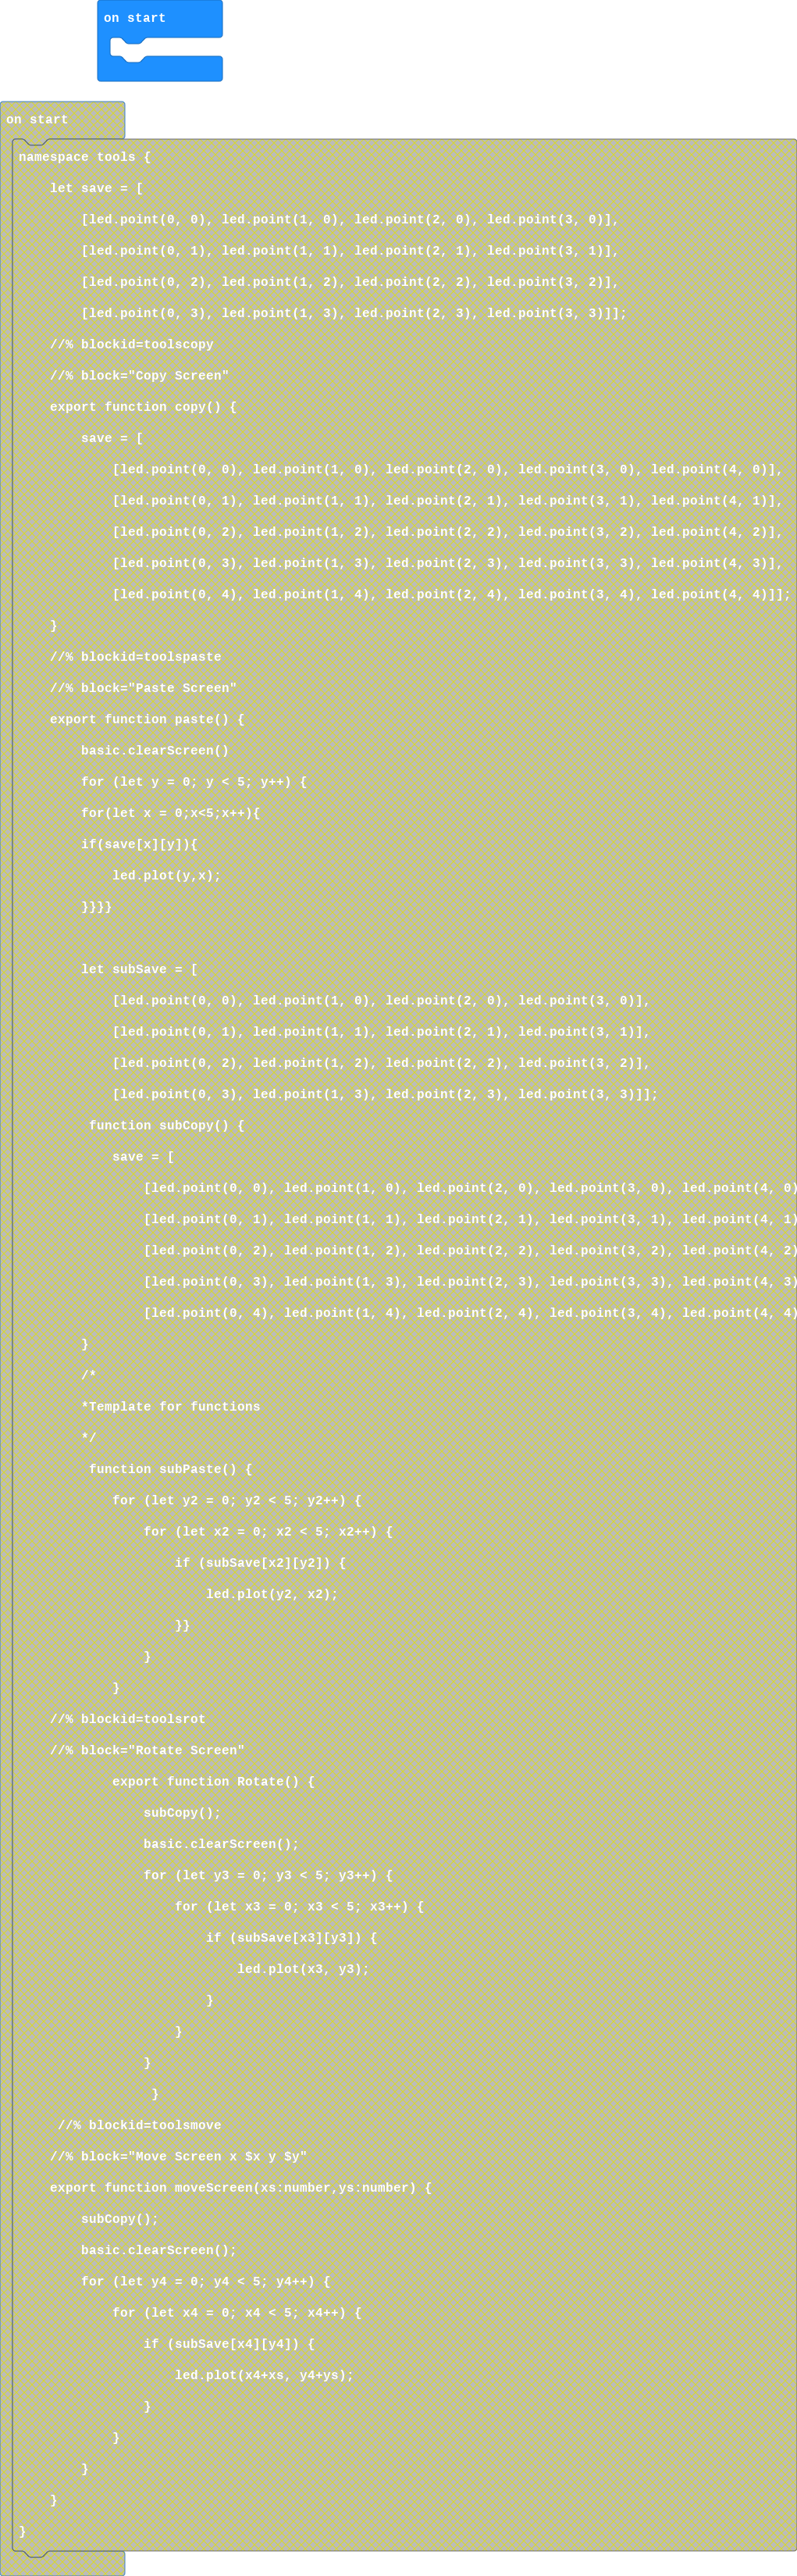 on start
on start
namespace tools {
    let save = [
        [led.point(0, 0), led.point(1, 0), led.point(2, 0), led.point(3, 0)],
        [led.point(0, 1), led.point(1, 1), led.point(2, 1), led.point(3, 1)],
        [led.point(0, 2), led.point(1, 2), led.point(2, 2), led.point(3, 2)],
        [led.point(0, 3), led.point(1, 3), led.point(2, 3), led.point(3, 3)]];
    //% blockid=toolscopy
    //% block="Copy Screen"
    export function copy() {
        save = [
            [led.point(0, 0), led.point(1, 0), led.point(2, 0), led.point(3, 0), led.point(4, 0)],
            [led.point(0, 1), led.point(1, 1), led.point(2, 1), led.point(3, 1), led.point(4, 1)],
            [led.point(0, 2), led.point(1, 2), led.point(2, 2), led.point(3, 2), led.point(4, 2)],
            [led.point(0, 3), led.point(1, 3), led.point(2, 3), led.point(3, 3), led.point(4, 3)],
            [led.point(0, 4), led.point(1, 4), led.point(2, 4), led.point(3, 4), led.point(4, 4)]];
    }
    //% blockid=toolspaste
    //% block="Paste Screen"
    export function paste() {
        basic.clearScreen()
        for (let y = 0; y < 5; y++) {
        for(let x = 0;x<5;x++){
        if(save[x][y]){
            led.plot(y,x);
        }}}}
        let subSave = [
            [led.point(0, 0), led.point(1, 0), led.point(2, 0), led.point(3, 0)],
            [led.point(0, 1), led.point(1, 1), led.point(2, 1), led.point(3, 1)],
            [led.point(0, 2), led.point(1, 2), led.point(2, 2), led.point(3, 2)],
            [led.point(0, 3), led.point(1, 3), led.point(2, 3), led.point(3, 3)]];
         function subCopy() {
            save = [
                [led.point(0, 0), led.point(1, 0), led.point(2, 0), led.point(3, 0), led.point(4, 0)
                [led.point(0, 1), led.point(1, 1), led.point(2, 1), led.point(3, 1), led.point(4, 1)
                [led.point(0, 2), led.point(1, 2), led.point(2, 2), led.point(3, 2), led.point(4, 2)
                [led.point(0, 3), led.point(1, 3), led.point(2, 3), led.point(3, 3), led.point(4, 3)
                [led.point(0, 4), led.point(1, 4), led.point(2, 4), led.point(3, 4), led.point(4, 4)
        }
        /*
        *Template for functions
        */
         function subPaste() {
            for (let y2 = 0; y2 < 5; y2++) {
                for (let x2 = 0; x2 < 5; x2++) {
                    if (subSave[x2][y2]) {
                        led.plot(y2, x2);
                    }}
                }
            }
    //% blockid=toolsrot
    //% block="Rotate Screen"
            export function Rotate() {
                subCopy();
                basic.clearScreen();
                for (let y3 = 0; y3 < 5; y3++) {
                    for (let x3 = 0; x3 < 5; x3++) {
                        if (subSave[x3][y3]) {
                            led.plot(x3, y3);
                        }
                    }
                }
                 }
     //% blockid=toolsmove
    //% block="Move Screen x $x y $y"
    export function moveScreen(xs:number,ys:number) {
        subCopy();
        basic.clearScreen();
        for (let y4 = 0; y4 < 5; y4++) {
            for (let x4 = 0; x4 < 5; x4++) {
                if (subSave[x4][y4]) {
                    led.plot(x4+xs, y4+ys);
                }
            }
        }
    }
}